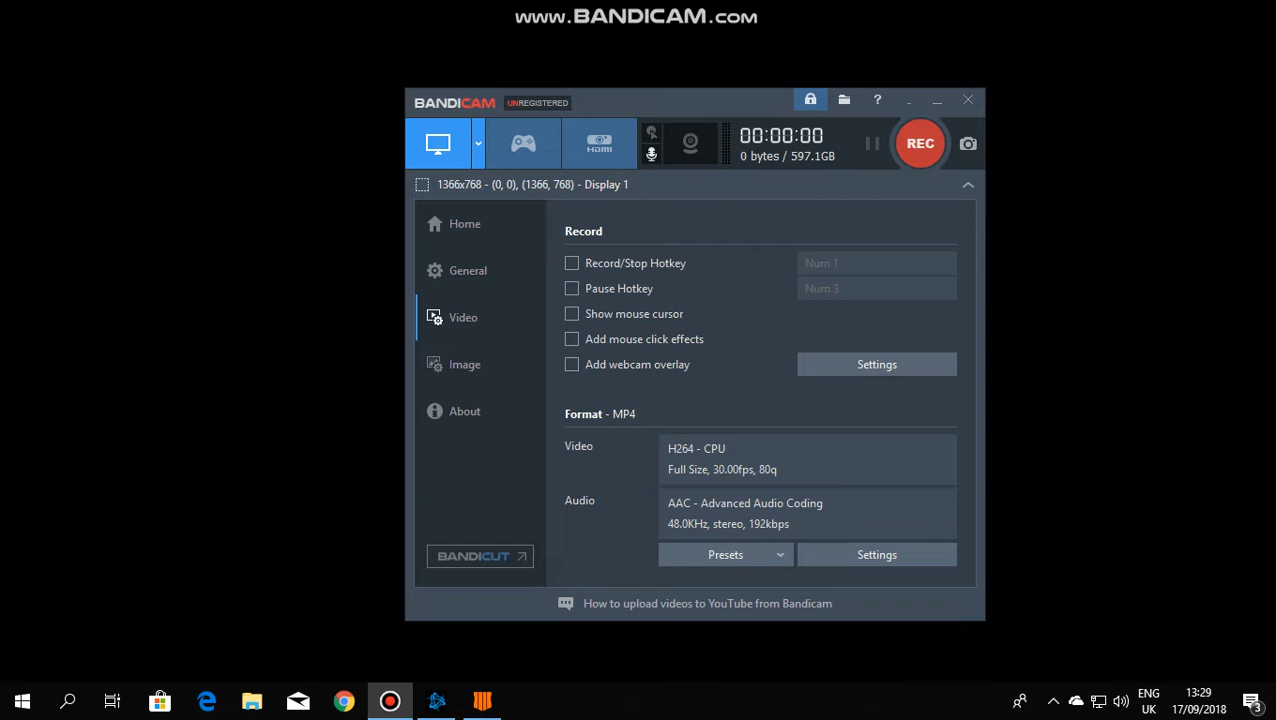 www.BANDICAM.com
BANDICAM UNREGISTERED
?
HDMI
00:00:00
0 bytes / 597.1GB
REC
1366x768 - (0, 0), (1366, 768) - Display 1
Home
General
Video
Image
About
BANDICUT
Record
Record/Stop Hotkey Num 1
Pause Hotkey Num 3
Show mouse cursor
Add mouse click effects
Add webcam overlay Settings
Format - MP4
Video H264 - CPU
Full Size, 30.00fps, 80q
Audio AAC - Advanced Audio Coding
48.0KHz, stereo, 192kbps
Presets Settings
How to upload videos to YouTube from Bandicam
ENG 13:29
UK 17/09/2018 3